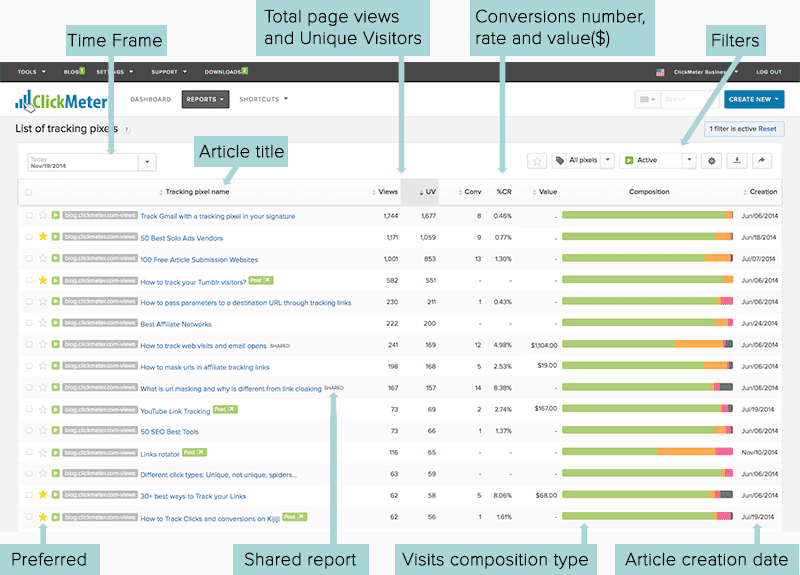 Total page views
and Unique Visitors
Conversions number,
rate and value($)
Time Frame
Filters
TOOLS BLOG SETTINGS SUPPORT DOWNLOADS 2 ClickMeter Business LOG OUT
ClickMeter DASHBOARD REPORTS SHORTCUTS Search CREATE NEW
List of tracking pixels ? 1 filter is active Reset
Article title
Today
Nov/19/2014 All pixels Active
Tracking pixel name Views UV Conv %CR Value Composition Creation
blog.clickmeter.com-views Track Gmail with a tracking pixel in your signature 1,744 1,677 8 0.46% - Jun/06/2014
blog.clickmeter.com-views 50 Best Solo Ads Vendors 1,171 1,059 9 0.77% - Jun/18/2014
blog.clickmeter.com-views 100 Free Article Submission Websites 1,001 853 13 1.30% - Jul/07/2014
blog.clickmeter.com-views How to track your Tumblr visitors? Post X 582 551 - - - Jun/06/2014
blog.clickmeter.com-views How to pass parameters to a destination URL through tracking links 230 211 1 0.43% - Jun/06/2014
blog.clickmeter.com-views Best Affiliate Networks 222 200 - - - Jun/24/2014
blog.clickmeter.com-views How to track web visits and email opens SHARED 241 169 12 4.98% $1,104.00 Jun/06/2014
blog.clickmeter.com-views How to mask urls in affiliate tracking links 198 168 5 2.53% $19.00 Jun/06/2014
blog.clickmeter.com-views What is url masking and why is different from link cloaking SHARED 167 157 14 8.38% - Jun/06/2014
blog.clickmeter.com-views YouTube Link Tracking Post X 73 69 2 2.74% $167.00 Jul/19/2014
blog.clickmeter.com-views 50 SEO Best Tools 73 66 1 1.37% - Jun/06/2014
blog.clickmeter.com-views Links rotator Post X 116 65 - - - Nov/10/2014
blog.clickmeter.com-views Different click types: Unique, not unique, spiders... 63 59 - - - Jun/06/2014
blog.clickmeter.com-views 30+ best ways to Track your Links 62 58 5 8.06% $68.00 Jun/06/2014
blog.clickmeter.com-views How to Track Clicks and conversions on Kijiji Post X 62 56 1 1.61% - Jul/19/2014
Preferred
Shared report
Visits composition type
Article creation date